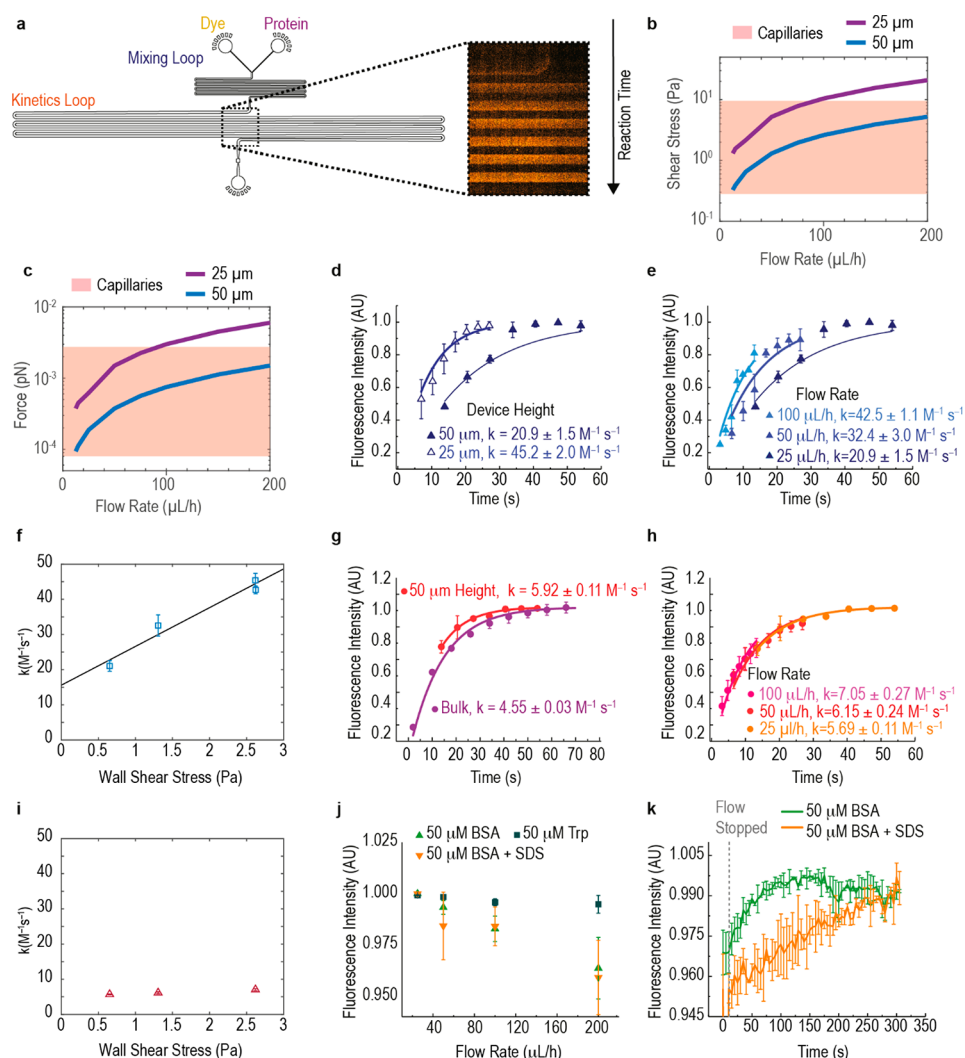 a
Dye
Protein
Mixing Loop
Kinetics Loop
Reaction Time
b
Capillaries
25 µm
50 µm
Shear Stress (Pa)
10¹
10⁰
10⁻¹
0
100
200
Flow Rate (µL/h)
c
Capillaries
25 µm
50 µm
Force (pN)
10⁻²
10⁻³
10⁻⁴
0
100
200
Flow Rate (µL/h)
d
Fluorescence Intensity (AU)
1.0
0.8
0.6
0.4
0.2
Device Height
50 µm, k = 20.9 ± 1.5 M⁻¹ s⁻¹
25 µm, k = 45.2 ± 2.0 M⁻¹ s⁻¹
0 10 20 30 40 50 60
Time (s)
e
Fluorescence Intensity (AU)
1.0
0.8
0.6
0.4
0.2
Flow Rate
100 µL/h, k=42.5 ± 1.1 M⁻¹ s⁻¹
50 µL/h, k=32.4 ± 3.0 M⁻¹ s⁻¹
25 µL/h, k=20.9 ± 1.5 M⁻¹ s⁻¹
0 10 20 30 40 50 60
Time (s)
f
k(M⁻¹s⁻¹)
50
40
30
20
10
0
0 0.5 1 1.5 2 2.5 3
Wall Shear Stress (Pa)
g
Fluorescence Intensity (AU)
1.2
1.0
0.8
0.6
0.4
0.2
50 µm Height, k = 5.92 ± 0.11 M⁻¹ s⁻¹
Bulk, k = 4.55 ± 0.03 M⁻¹ s⁻¹
0 10 20 30 40 50 60 70
Time (s)
h
Fluorescence Intensity (AU)
1.2
1.0
0.8
0.6
0.4
0.2
Flow Rate
100 µL/h, k=7.05 ± 0.27 M⁻¹ s⁻¹
50 µL/h, k=6.15 ± 0.24 M⁻¹ s⁻¹
25 µl/h, k=5.69 ± 0.11 M⁻¹ s⁻¹
0 10 20 30 40 50 60
Time (s)
i
k(M⁻¹s⁻¹)
50
40
30
20
10
0
0 0.5 1 1.5 2 2.5 3
Wall Shear Stress (Pa)
j
50 µM BSA
50 µM Trp
50 µM BSA + SDS
Fluorescence Intensity (AU)
1.025
1.000
0.975
0.950
40 80 120 160 200
Flow Rate (µL/h)
k
Flow
Stopped
50 µM BSA
50 µM BSA + SDS
Fluorescence Intensity (AU)
1.005
0.990
0.975
0.960
0.945
0 50 100 150 200 250 300 350
Time (s)